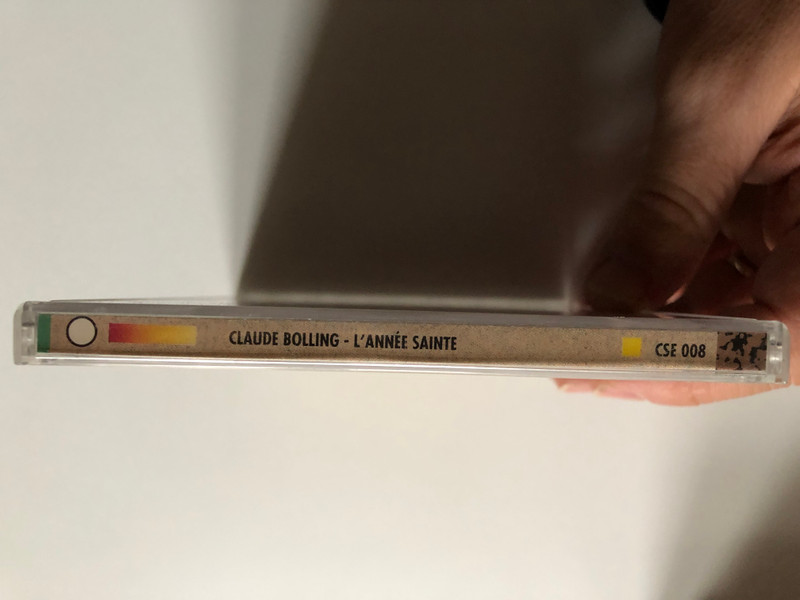 CLAUDE BOLLING - L'ANNÉE SAINTE
CSE 008